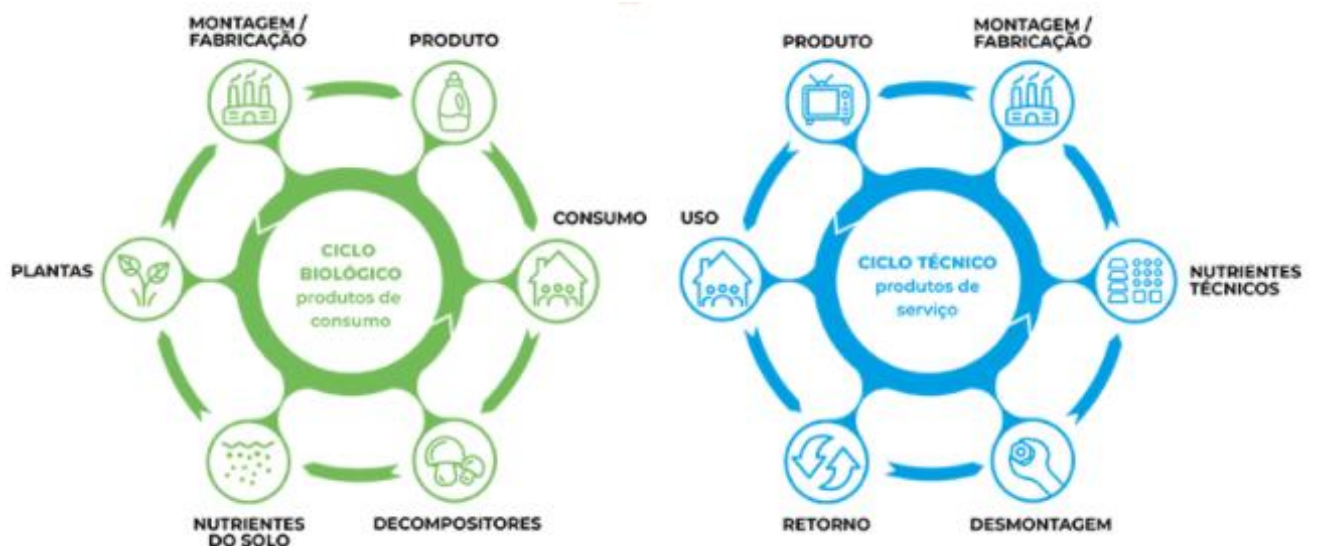 MONTAGEM /
FABRICAÇÃO
PRODUTO
CONSUMO
PLANTAS
CICLO
BIOLÓGICO
produtos de
consumo
NUTRIENTES
DO SOLO
DECOMPOSITORES
PRODUTO
MONTAGEM /
FABRICAÇÃO
USO
CICLO TÉCNICO
produtos de
serviço
NUTRIENTES
TÉCNICOS
RETORNO
DESMONTAGEM